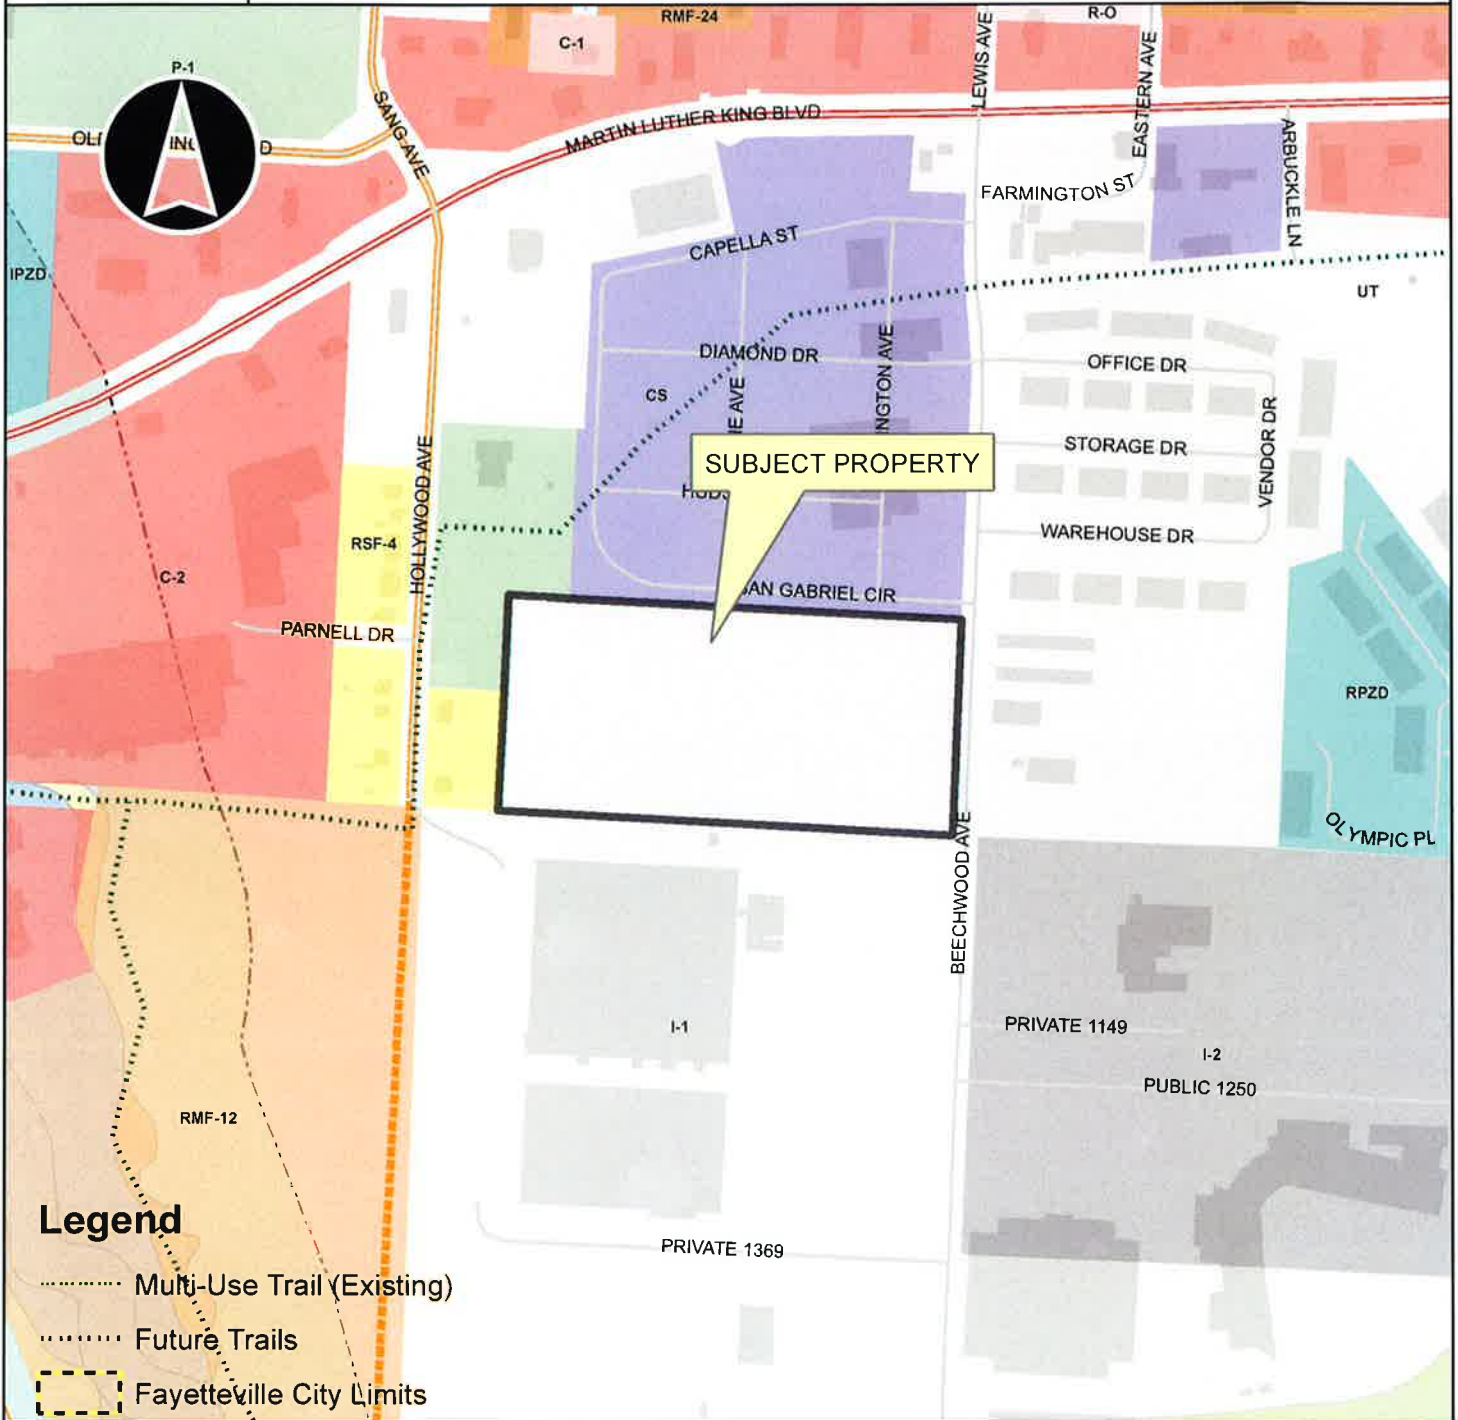 RMF-24
R-O
C-1
P-1
LEWIS AVE
EASTERN AVE
SANG AVE
MARTIN LUTHER KING BLVD
ARBUCKLE LN
FARMINGTON ST
CAPELLA ST
IPZD
UT
DIAMOND DR
OFFICE DR
CS
STORAGE DR
VENDOR DR
SUBJECT PROPERTY
HOLLYWOOD AVE
WAREHOUSE DR
RSF-4
C-2
GABRIEL CIR
PARNELL DR
RPZD
OLYMPIC PL
BEECHWOOD AVE
I-1
PRIVATE 1149
I-2
PUBLIC 1250
RMF-12
PRIVATE 1369
Legend
Multi-Use Trail (Existing)
Future Trails
Fayetteville City Limits